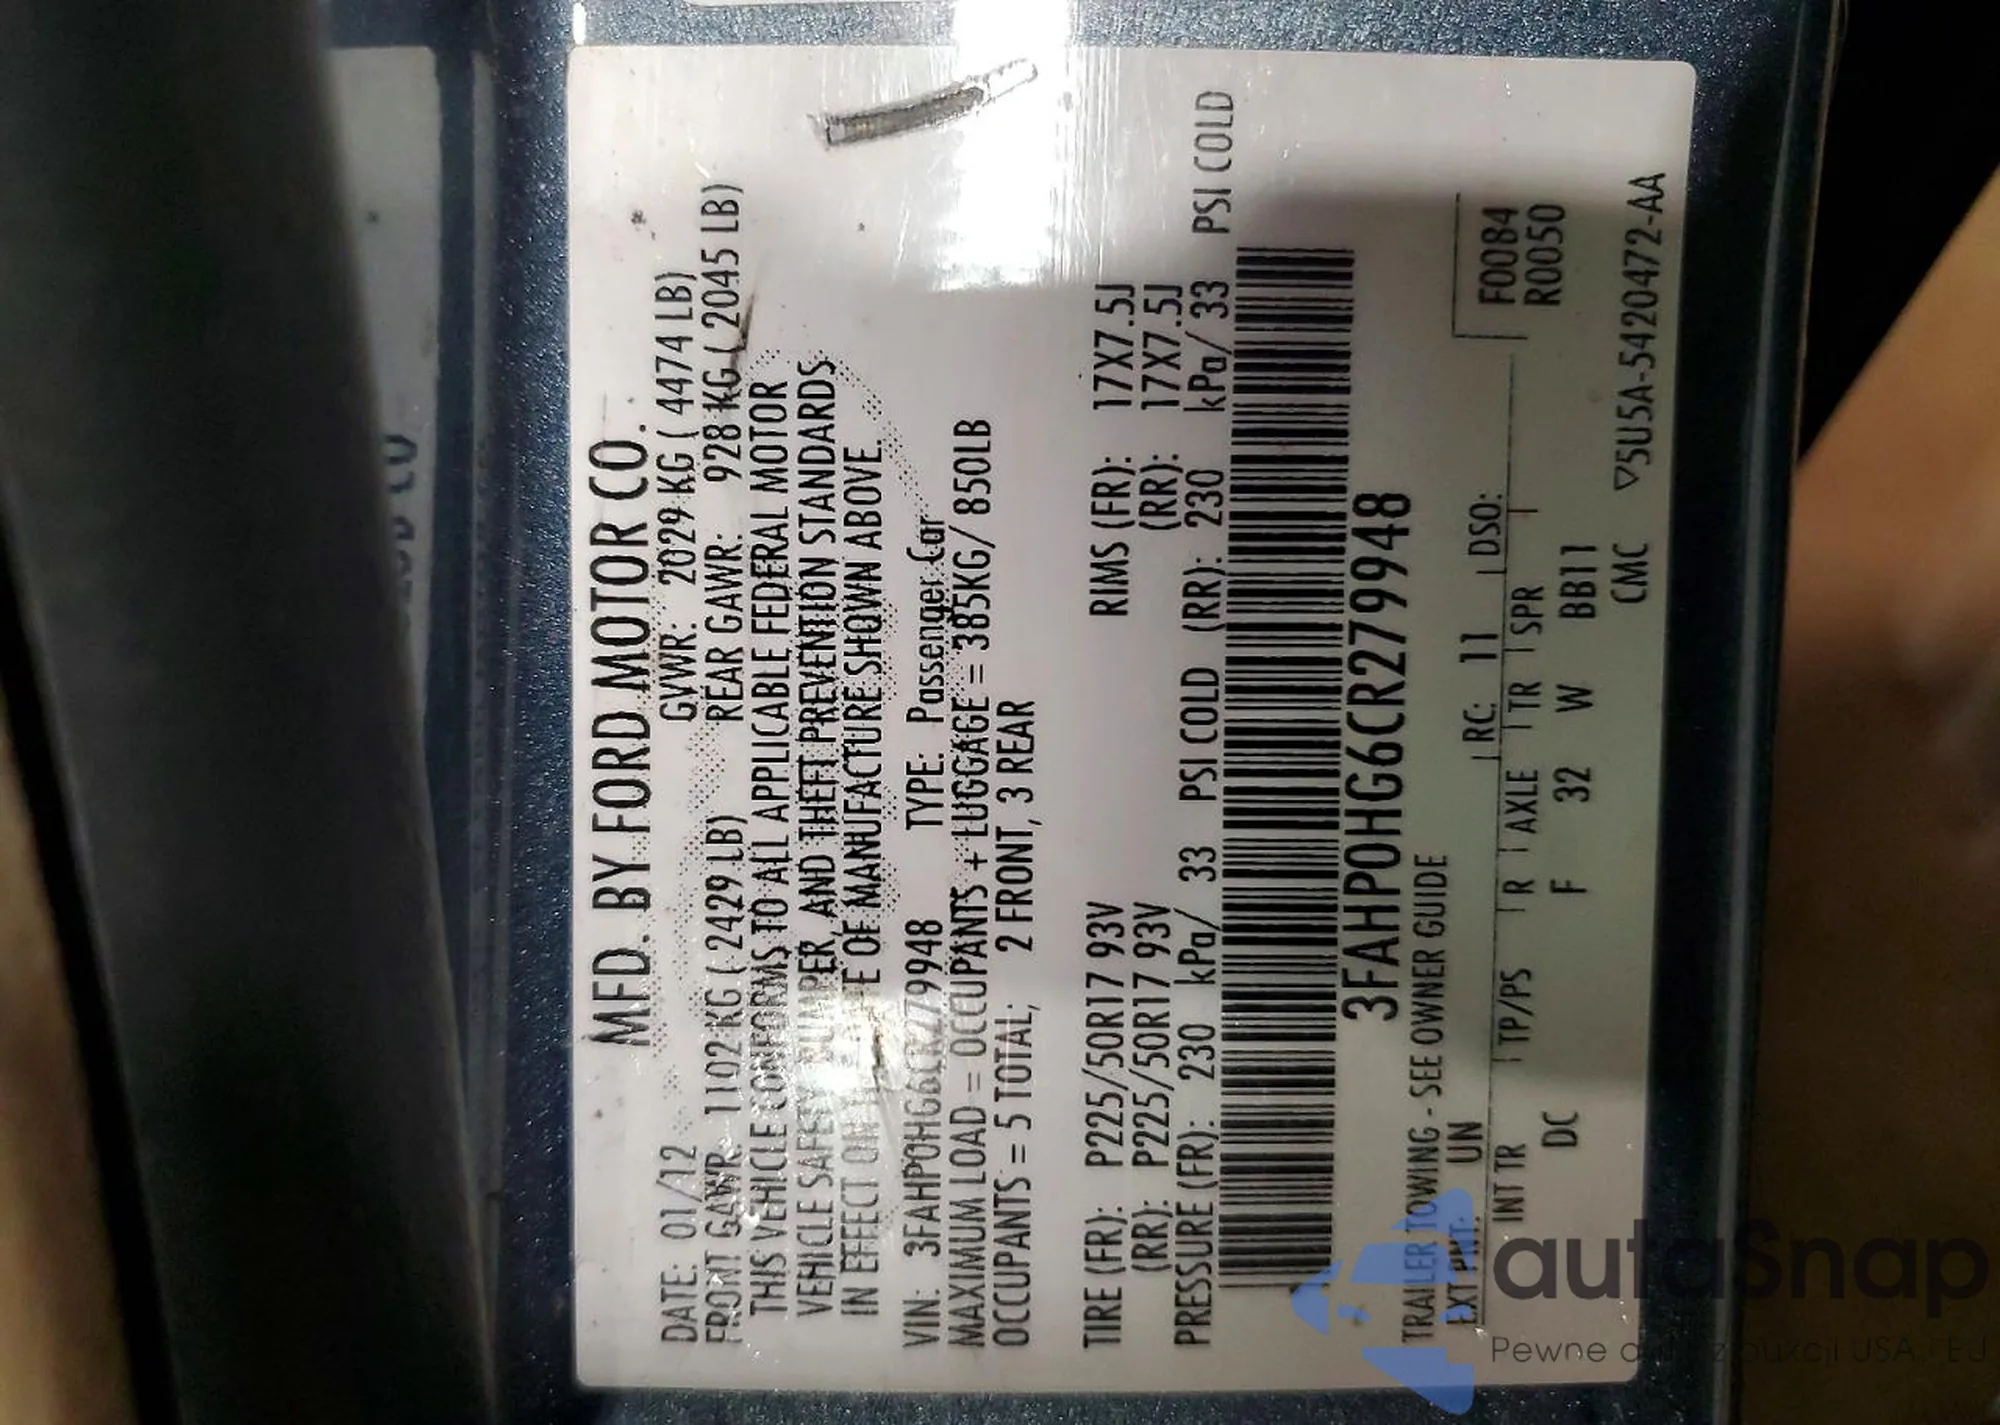 MFD. BY FORD MOTOR CO.
DATE: 01/12 GVWR: 2029 KG ( 4474 LB)
FRONT GAWR: 1102 KG ( 2429 LB) REAR GAWR: 928 KG ( 2045 LB)
THIS VEHICLE CONFORMS TO ALL APPLICABLE FEDERAL MOTOR
VEHICLE SAFETY BUMPER, AND THEFT PREVENTION STANDARDS
IN EFFECT ON OF MANUFACTURE SHOWN ABOVE.
VIN: 3FAHP0HG6CR279948 TYPE: Passenger Car
MAXIMUM LOAD = OCCUPANTS + LUGGAGE = 385KG/ 850LB
OCCUPANTS = 5 TOTAL; 2 FRONT, 3 REAR
TIRE (FR): P225/50R17 93V RIMS (FR): 17X7.5J
(RR): P225/50R17 93V (RR): 17X7.5J
PRESSURE (FR): 230 kPa/ 33 PSI COLD (RR): 230 kPa/ 33 PSI COLD
3FAHP0HG6CR279948
TRAILER TOWING - SEE OWNER GUIDE
EXT PNT: UN RC: 11 DSO: F0084
R0050
INT TR TP/PS R AXLE TR SPR
DC F 32 W BB11
CMC ▽5U5A-5420472-AA
autaSnap
Pewne auta z aukcji USA i EU